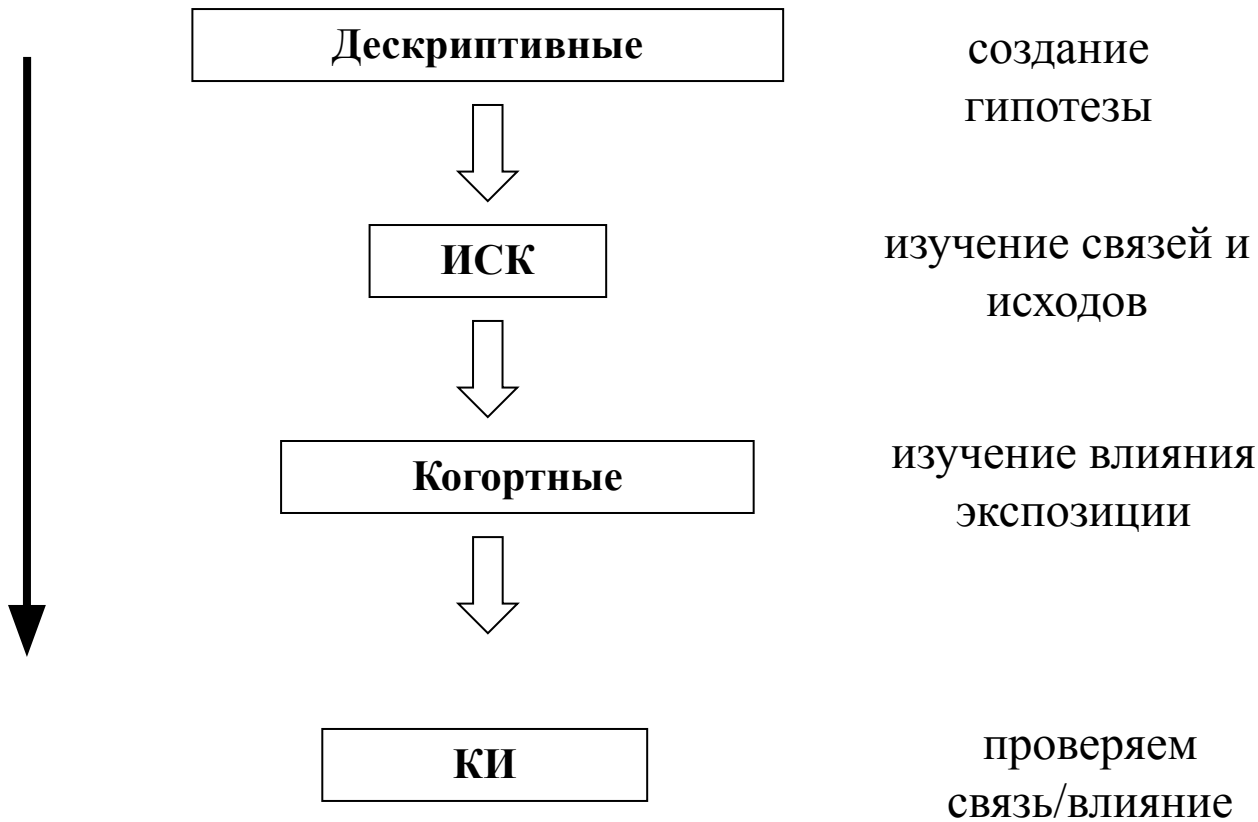 Дескриптивные
создание
гипотезы
ИСК
изучение связей и
исходов
Когортные
изучение влияния
экспозиции
КИ
проверяем
связь/влияние